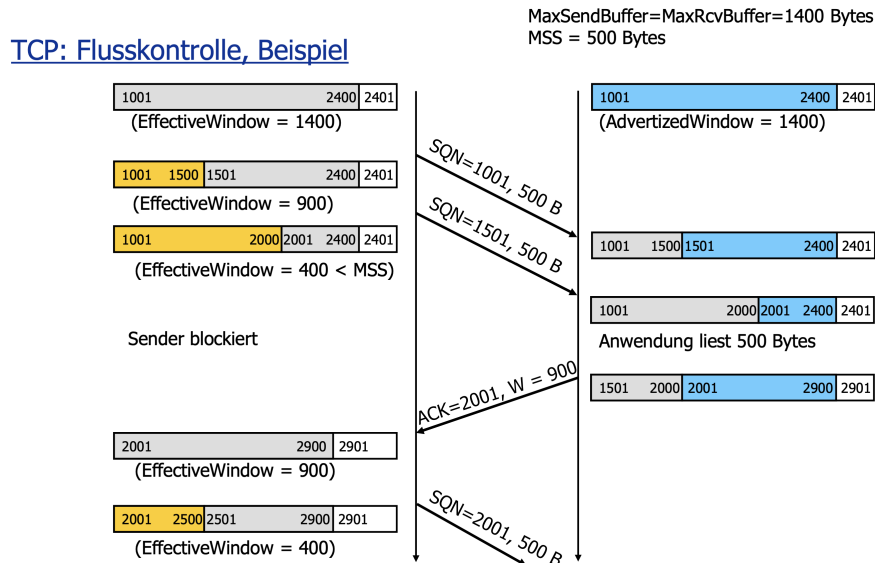 MaxSendBuffer=MaxRcvBuffer=1400 Bytes
MSS = 500 Bytes
TCP: Flusskontrolle, Beispiel
1001 2400 2401
(EffectiveWindow = 1400)
1001 2400 2401
(AdvertizedWindow = 1400)
SQN=1001, 500 B
1001 1500 1501 2400 2401
(EffectiveWindow = 900)
SQN=1501, 500 B
1001 2000 2001 2400 2401
(EffectiveWindow = 400 < MSS)
1001 1500 1501 2400 2401
1001 2000 2001 2400 2401
Sender blockiert
Anwendung liest 500 Bytes
ACK=2001, W = 900
1501 2000 2001 2900 2901
2001 2900 2901
(EffectiveWindow = 900)
SQN=2001, 500 B
2001 2500 2501 2900 2901
(EffectiveWindow = 400)